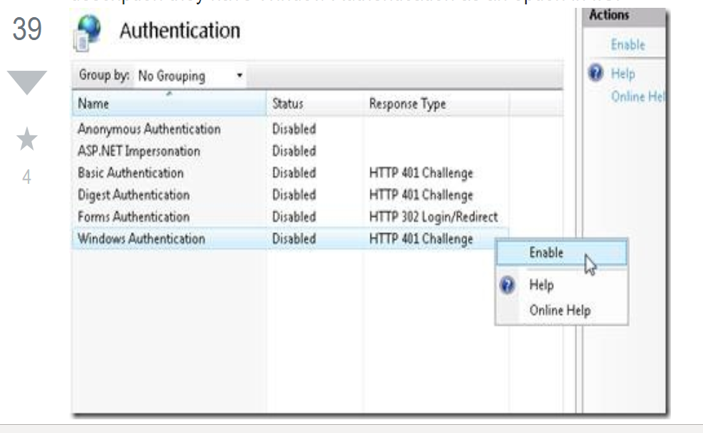 39
4
Authentication
Group by: No Grouping
Name Status Response Type
Anonymous Authentication Disabled
ASP.NET Impersonation Disabled
Basic Authentication Disabled HTTP 401 Challenge
Digest Authentication Disabled HTTP 401 Challenge
Forms Authentication Disabled HTTP 302 Login/Redirect
Windows Authentication Disabled HTTP 401 Challenge
Enable
Help
Online Help
Actions
Enable
Help
Online Hel